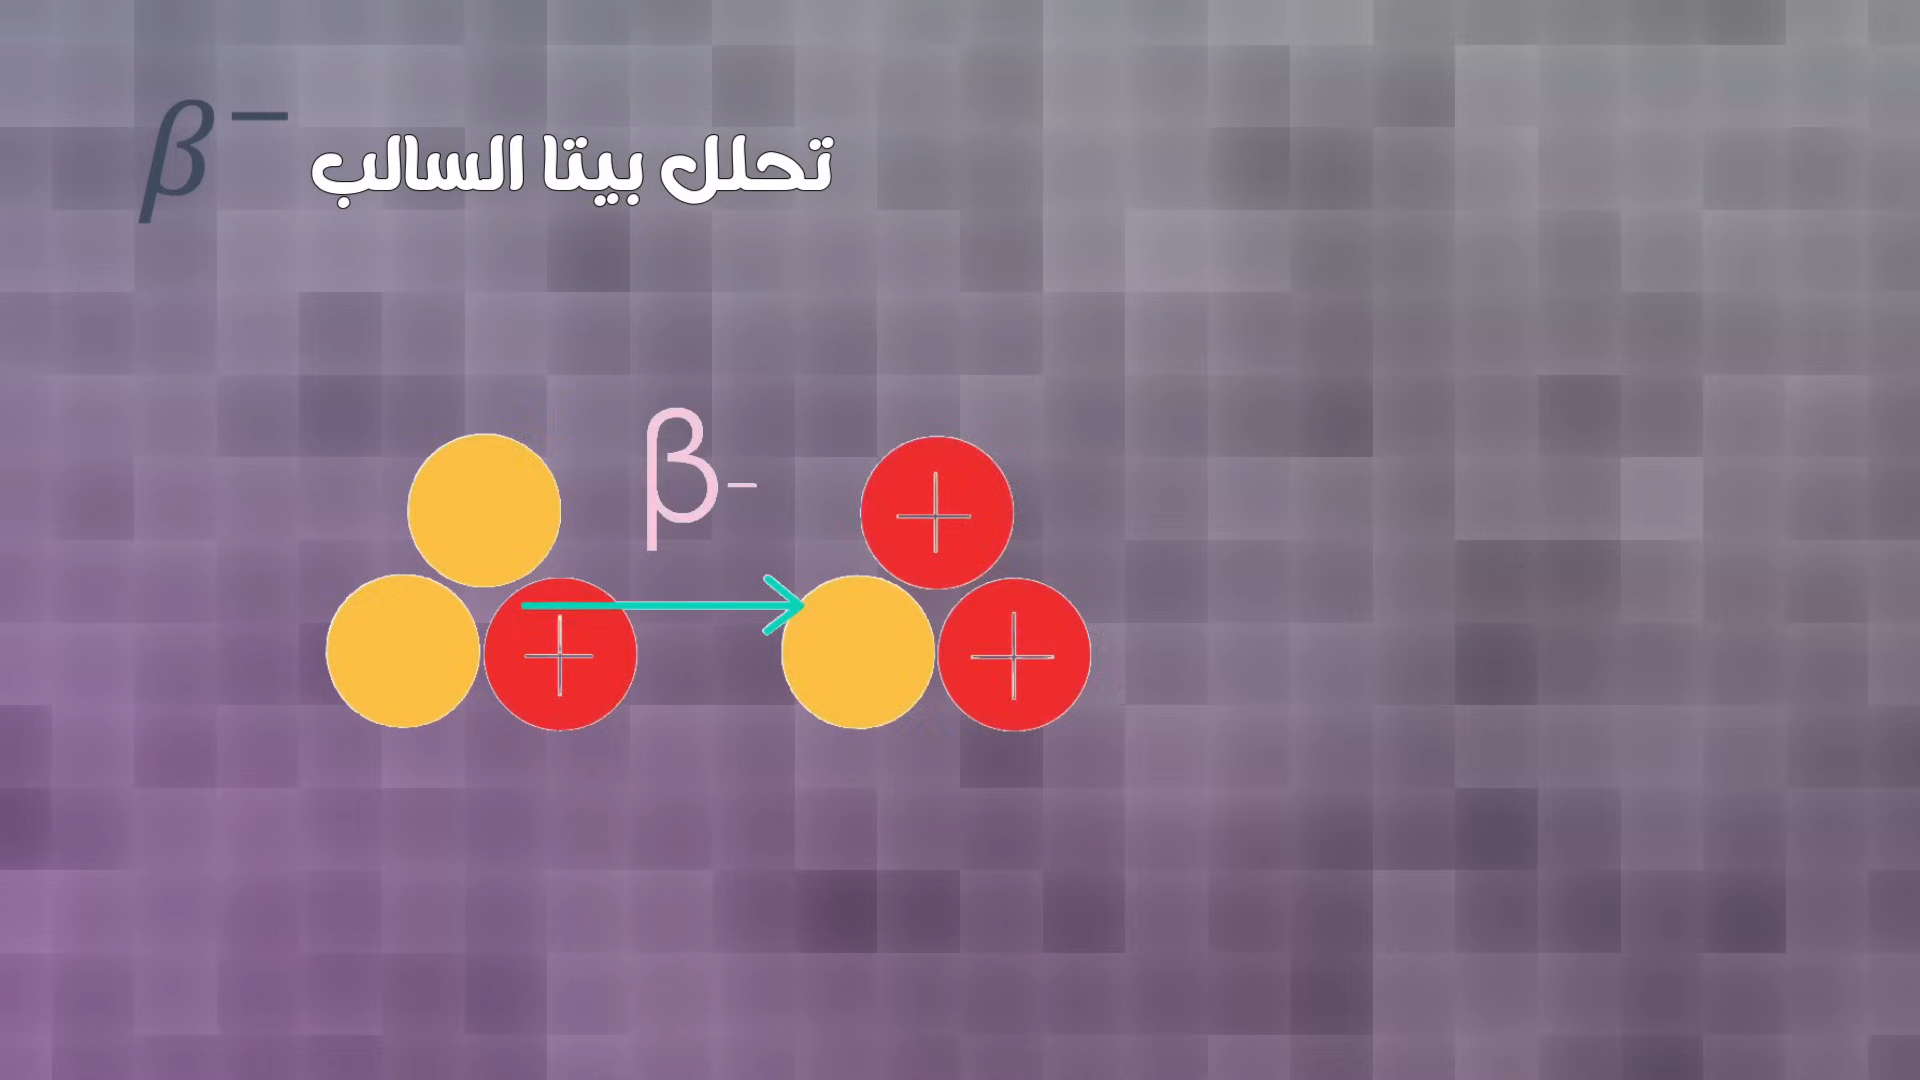 تحلل بيتا السالب β⁻
β-
+
+
+